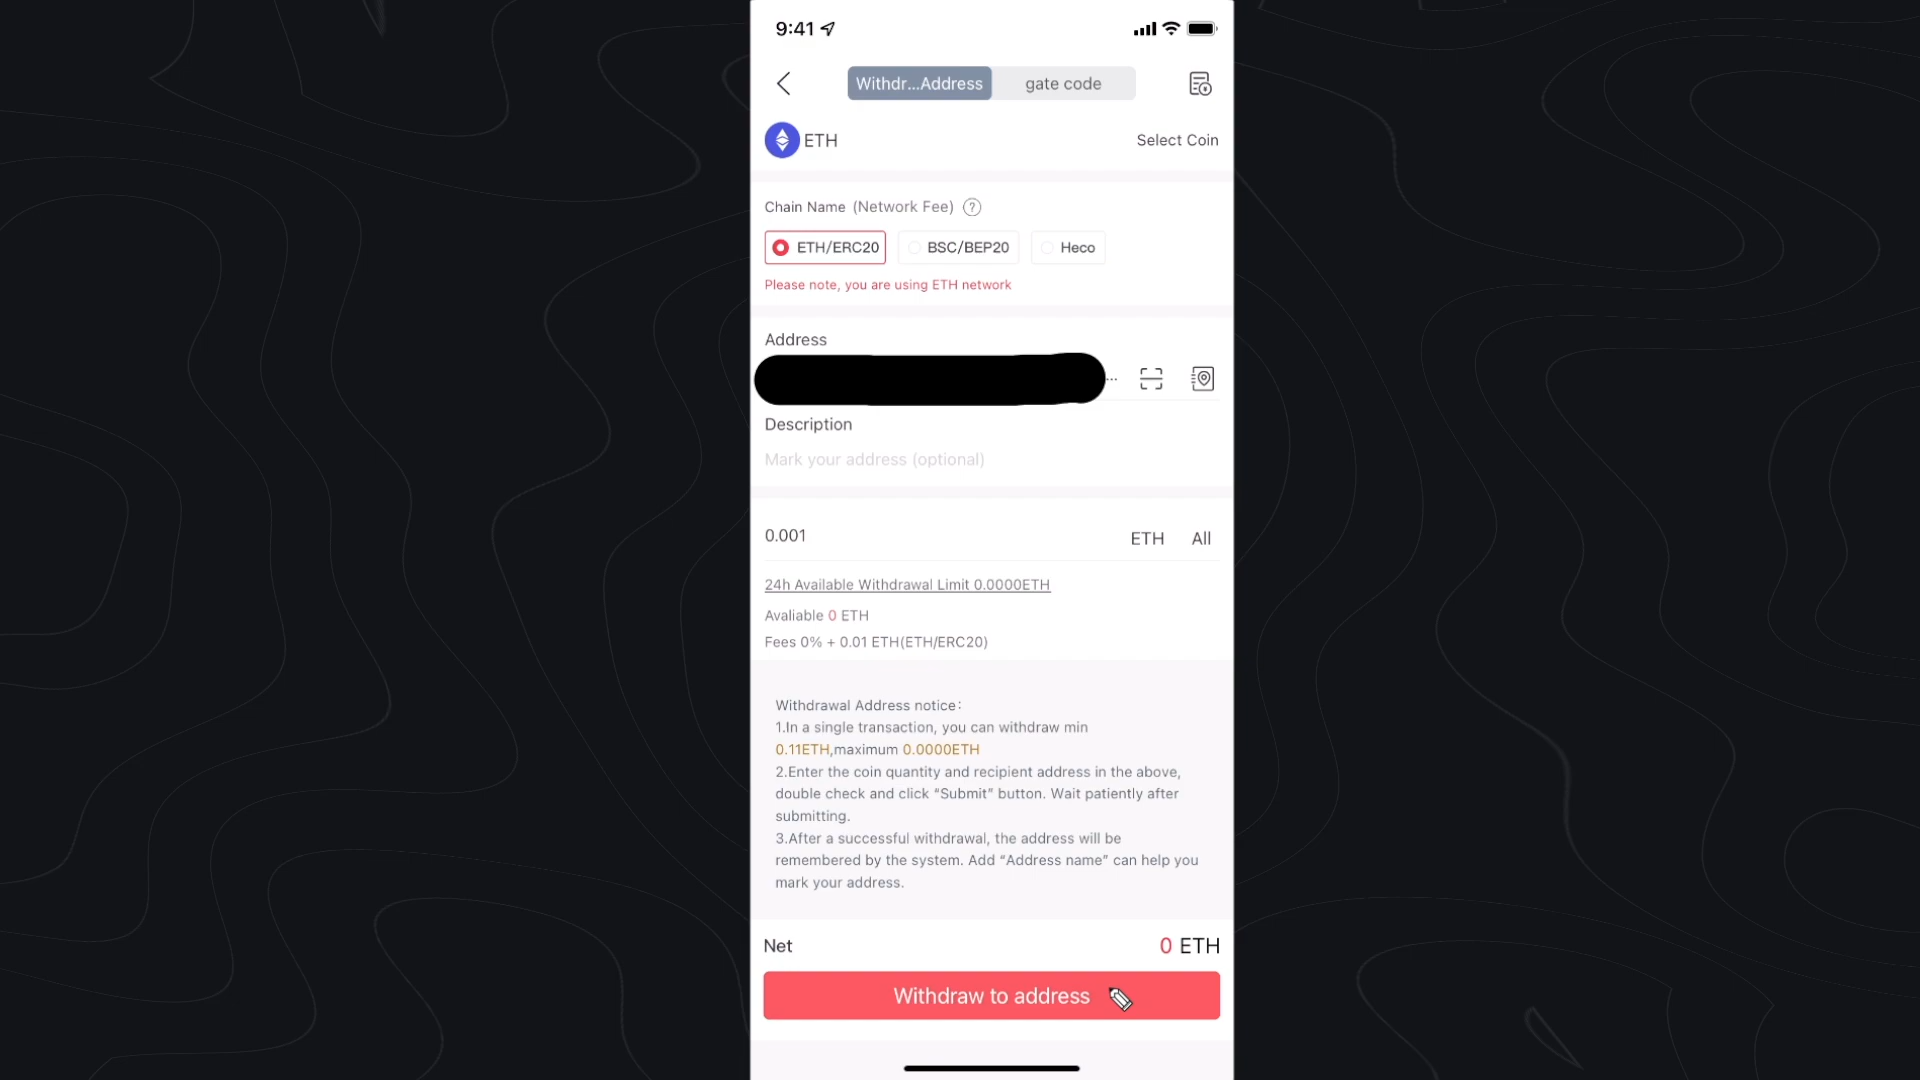 9:41
Withdr...Address
gate code
ETH
Select Coin
Chain Name (Network Fee) ?
ETH/ERC20
BSC/BEP20
Heco
Please note, you are using ETH network
Address
...
Description
Mark your address (optional)
0.001
ETH
All
24h Available Withdrawal Limit 0.0000ETH
Avaliable 0 ETH
Fees 0% + 0.01 ETH(ETH/ERC20)
Withdrawal Address notice:
1.In a single transaction, you can withdraw min
0.11ETH,maximum 0.0000ETH
2.Enter the coin quantity and recipient address in the above,
double check and click “Submit” button. Wait patiently after
submitting.
3.After a successful withdrawal, the address will be
remembered by the system. Add “Address name” can help you
mark your address.
Net
0 ETH
Withdraw to address